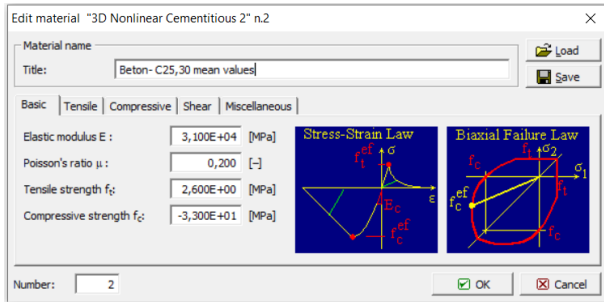 Edit material "3D Nonlinear Cementitious 2" n.2
Material name
Title: Beton- C25,30 mean values
Load
Save
Basic Tensile Compressive Shear Miscellaneous
Elastic modulus E : 3,100E+04 [MPa]
Poisson's ratio μ : 0,200 [-]
Tensile strength ft: 2,600E+00 [MPa]
Compressive strength fc: -3,300E+01 [MPa]
Stress-Strain Law
σ
f t ef
ε
Ec
f c ef
Biaxial Failure Law
ft σ2
fc
σ1
ft
f c ef
fc
Number: 2
OK
Cancel